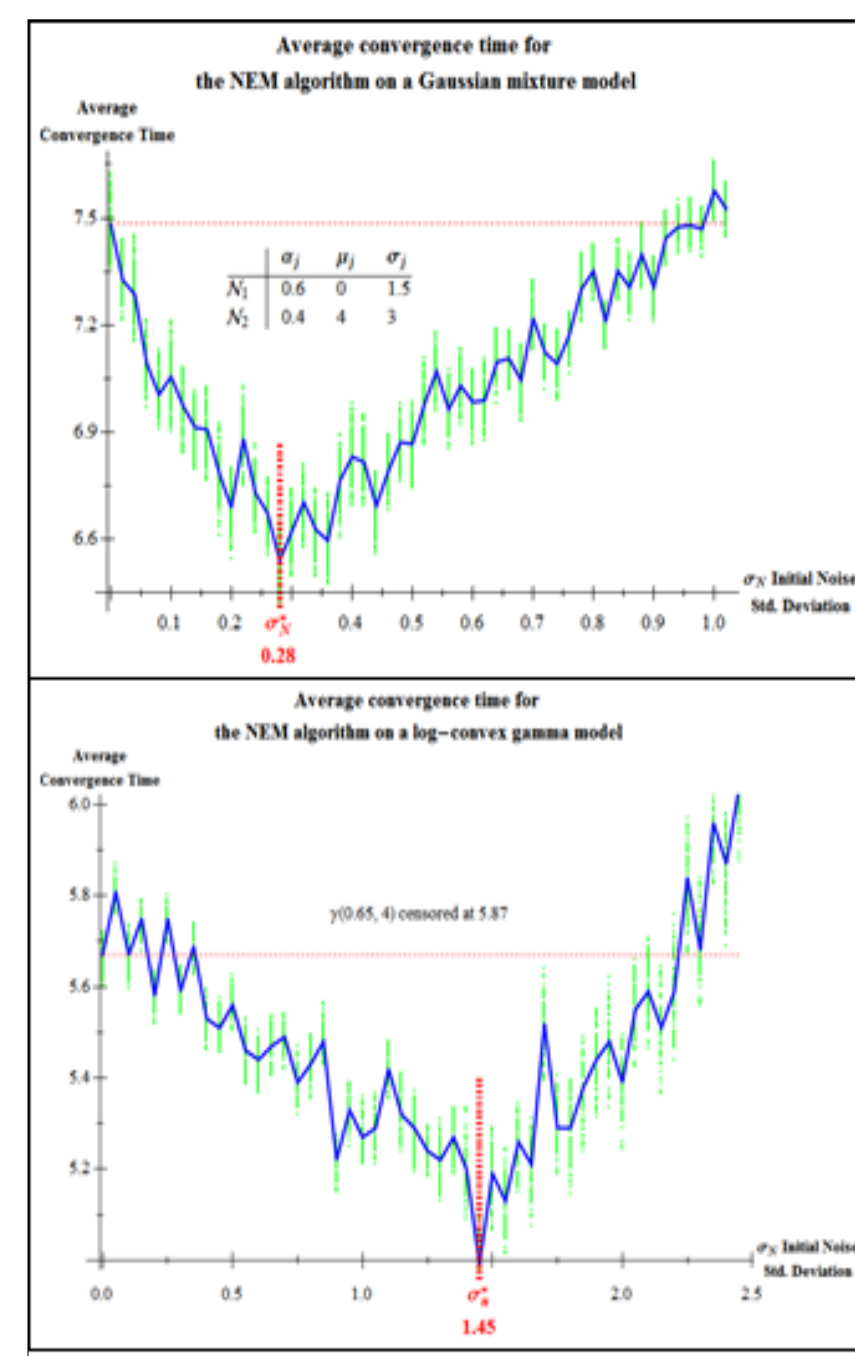 Average convergence time for
the NEM algorithm on a Gaussian mixture model
Average
Convergence Time
7.5
αj μj σj
N1 0.6 0 1.5
N2 0.4 4 3
7.2
6.9
6.6
σN Initial Noise
Std. Deviation
0.1 0.2 σ*N 0.4 0.5 0.6 0.7 0.8 0.9 1.0
0.28
Average convergence time for
the NEM algorithm on a log-convex gamma model
Average
Convergence Time
6.0
5.8
γ(0.65, 4) censored at 5.87
5.6
5.4
5.2
σN Initial Noise
Std. Deviation
0.0 0.5 1.0 σ*n 2.0 2.5
1.45